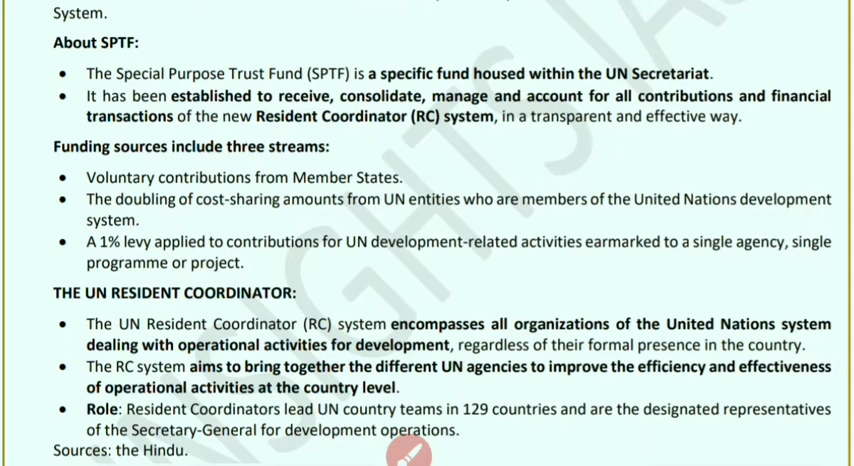 System.
About SPTF:
• The Special Purpose Trust Fund (SPTF) is a specific fund housed within the UN Secretariat.
• It has been established to receive, consolidate, manage and account for all contributions and financial
transactions of the new Resident Coordinator (RC) system, in a transparent and effective way.
Funding sources include three streams:
• Voluntary contributions from Member States.
• The doubling of cost-sharing amounts from UN entities who are members of the United Nations development
system.
• A 1% levy applied to contributions for UN development-related activities earmarked to a single agency, single
programme or project.
THE UN RESIDENT COORDINATOR:
• The UN Resident Coordinator (RC) system encompasses all organizations of the United Nations system
dealing with operational activities for development, regardless of their formal presence in the country.
• The RC system aims to bring together the different UN agencies to improve the efficiency and effectiveness
of operational activities at the country level.
• Role: Resident Coordinators lead UN country teams in 129 countries and are the designated representatives
of the Secretary-General for development operations.
Sources: the Hindu.
INSIGHTS IAS